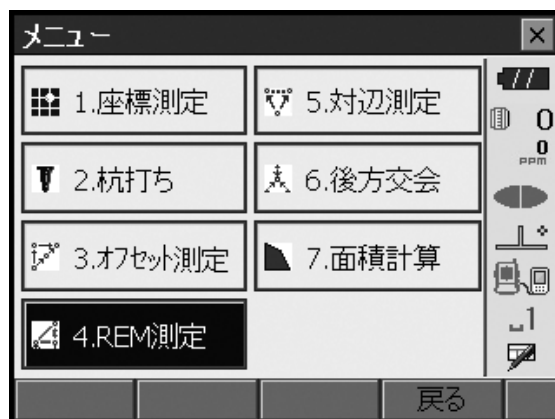 メニュー
1.座標測定
5.対辺測定
2.杭打ち
6.後方交会
3.オフセット測定
7.面積計算
4.REM測定
0
0
PPM
1
戻る